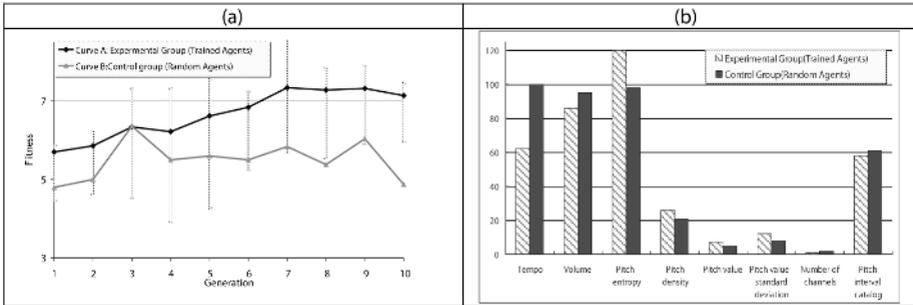 (a)
(b)
Curve A: Expermental Group (Trained Agents)
Curve B:Control group (Random Agents)
Fitness
7
5
3
1 2 3 4 5 6 7 8 9 10
Generation
Experimental Group(Trained Agents)
Control Group(Random Agents)
120
100
80
60
40
20
0
Tempo
Volume
Pitch
entropy
Pitch
density
Pitch value
Pitch value
standard
deviation
Number of
channels
Pitch
interval
catalog